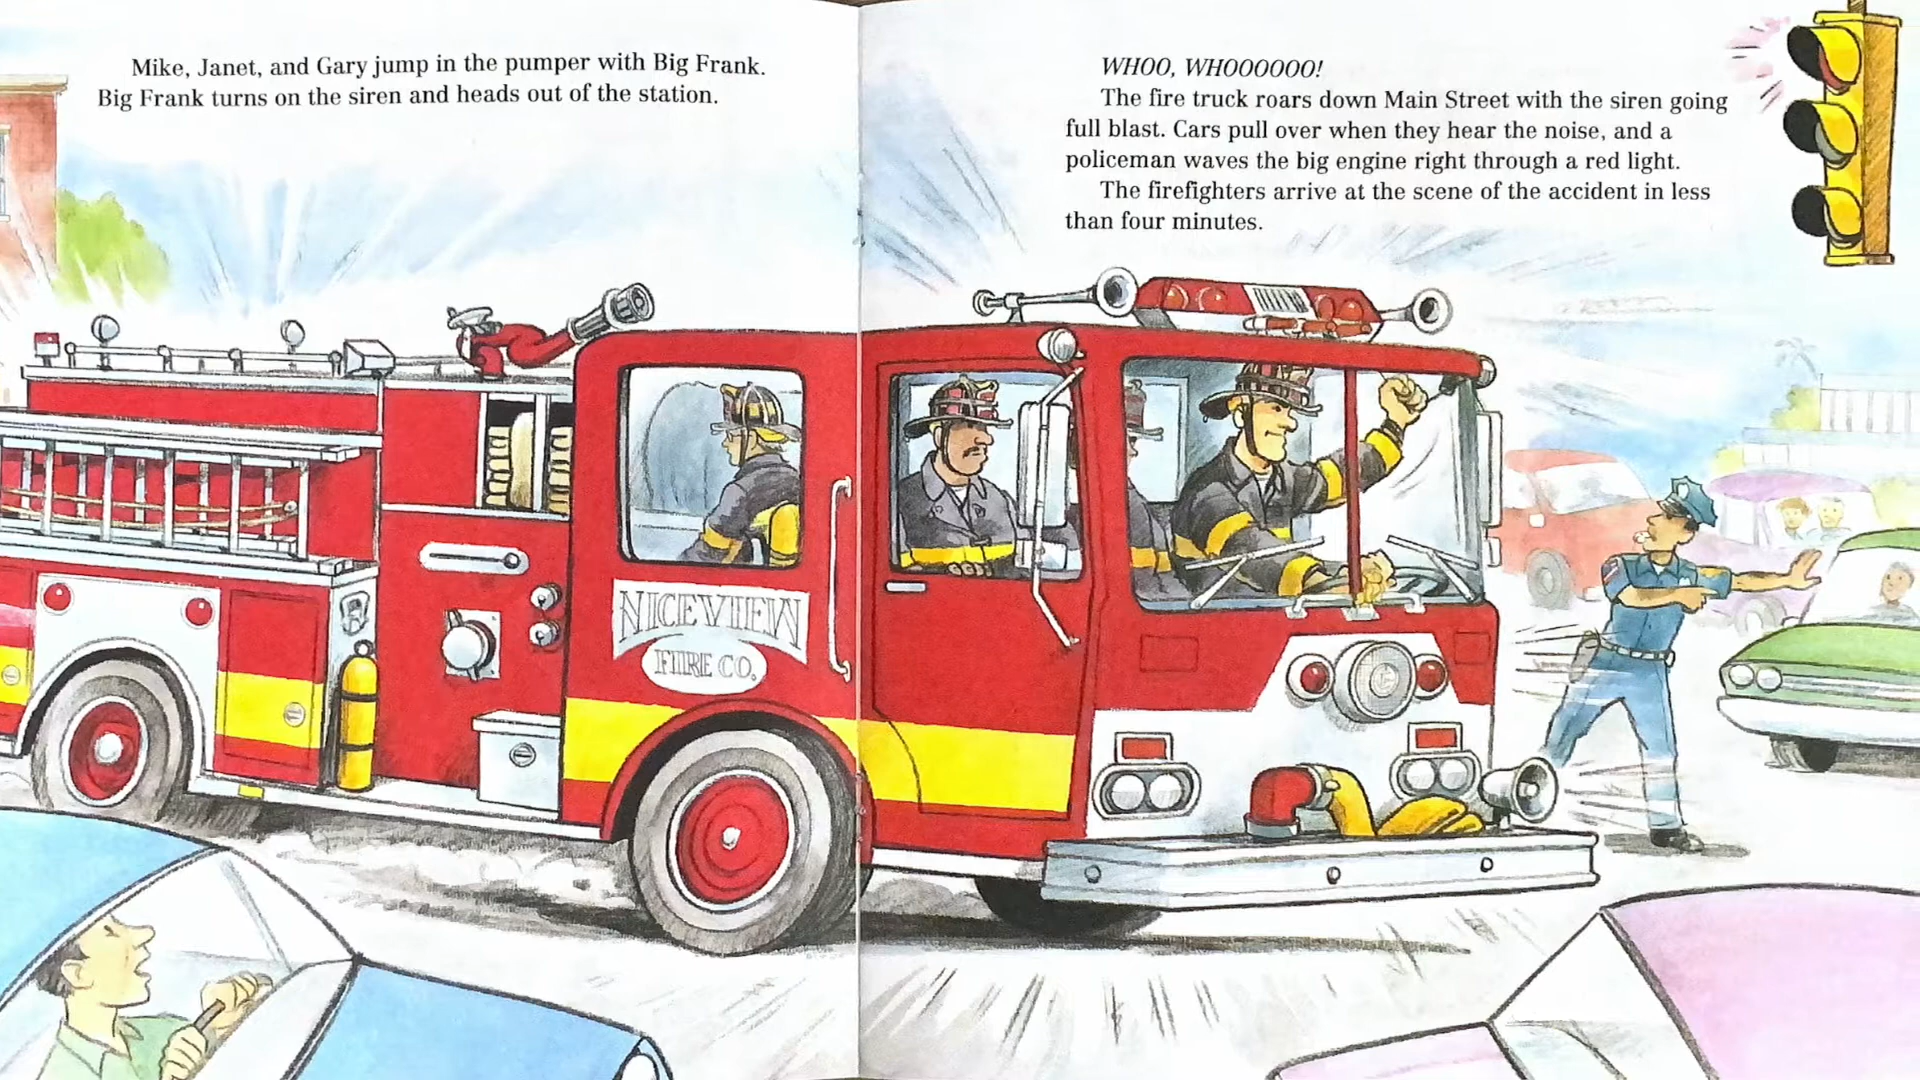 Mike, Janet, and Gary jump in the pumper with Big Frank.
Big Frank turns on the siren and heads out of the station.
WHOO, WHOOOOOO!
The fire truck roars down Main Street with the siren going
full blast. Cars pull over when they hear the noise, and a
policeman waves the big engine right through a red light.
The firefighters arrive at the scene of the accident in less
than four minutes.
NICEVIEW
FIRE CO.